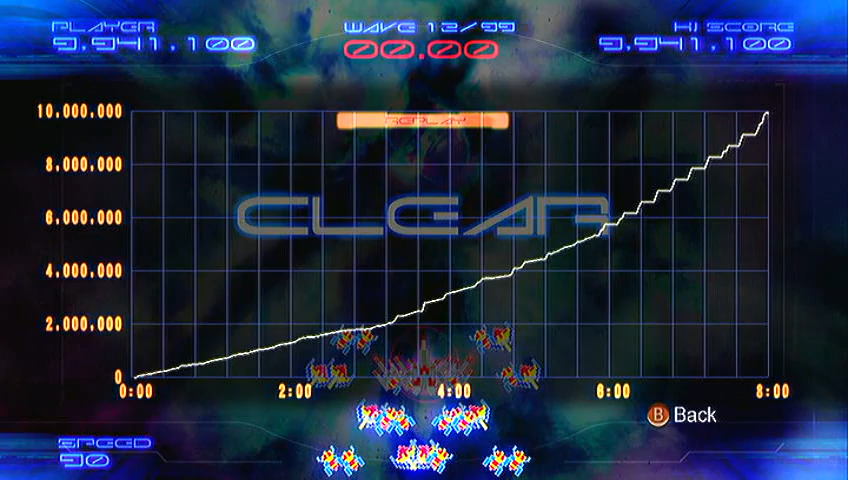 PLAYER
9.941.100
WAVE 12/99
00.00
HI SCORE
9.941.100
10.000.000
REPLAY
8.000.000
CLEAR
6.000.000
4.000.000
2.000.000
0
0:00 2:00 4:00 6:00 8:00
B Back
SPEED
90